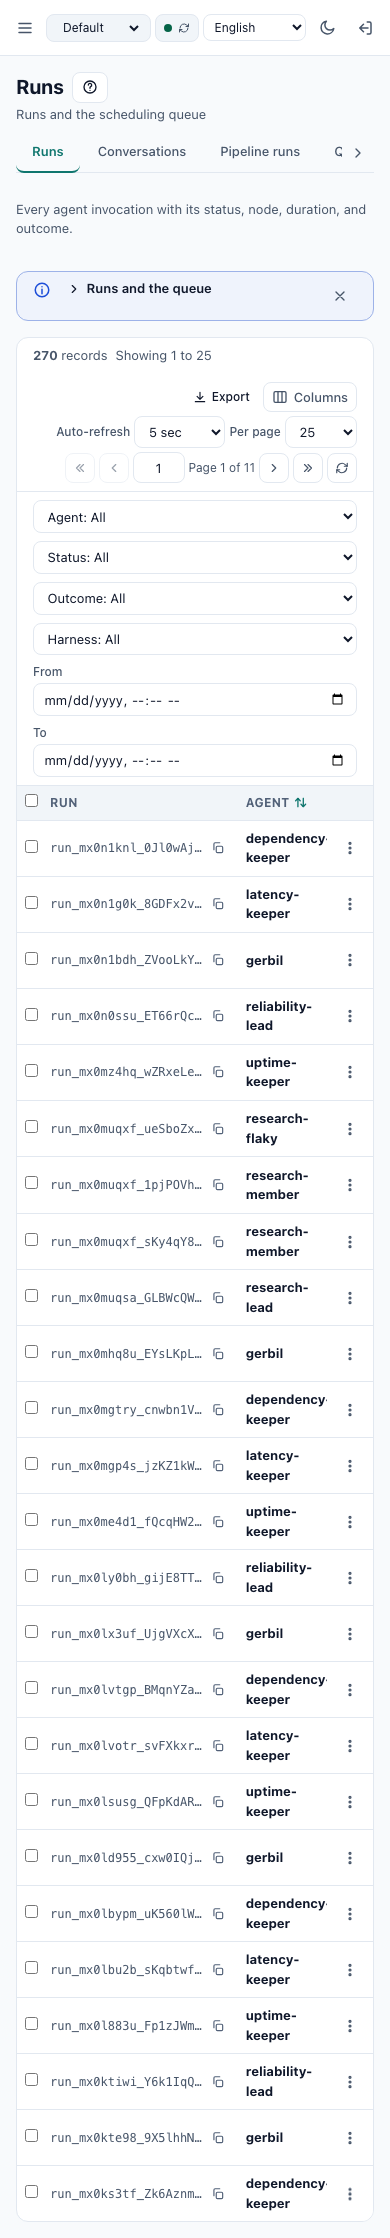 Default
English
Runs
Runs and the scheduling queue
Runs
Conversations
Pipeline runs
Every agent invocation with its status, node, duration, and
outcome.
Runs and the queue
270 records Showing 1 to 25
Export
Columns
Auto-refresh
5 sec
Per page
25
1
Page 1 of 11
Agent: All
Status: All
Outcome: All
Harness: All
From
mm/dd/yyyy, --:-- --
To
mm/dd/yyyy, --:-- --
RUN
AGENT
run_mx0n1knl_0Jl0wAj…
dependency-
keeper
run_mx0n1g0k_8GDFx2v…
latency-
keeper
run_mx0n1bdh_ZVooLkY…
gerbil
run_mx0n0ssu_ET66rQc…
reliability-
lead
run_mx0mz4hq_wZRxeLe…
uptime-
keeper
run_mx0muqxf_ueSboZx…
research-
flaky
run_mx0muqxf_1pjPOVh…
research-
member
run_mx0muqxf_sKy4qY8…
research-
member
run_mx0muqsa_GLBWcQW…
research-
lead
run_mx0mhq8u_EYsLKpL…
gerbil
run_mx0mgtry_cnwbn1V…
dependency-
keeper
run_mx0mgp4s_jzKZ1kW…
latency-
keeper
run_mx0me4d1_fQcqHW2…
uptime-
keeper
run_mx0ly0bh_gijE8TT…
reliability-
lead
run_mx0lx3uf_UjgVXcX…
gerbil
run_mx0lvtgp_BMqnYZa…
dependency-
keeper
run_mx0lvotr_svFXkxr…
latency-
keeper
run_mx0lsusg_QFpKdAR…
uptime-
keeper
run_mx0ld955_cxw0IQj…
gerbil
run_mx0lbypm_uK560lW…
dependency-
keeper
run_mx0lbu2b_sKqbtwf…
latency-
keeper
run_mx0l883u_Fp1zJWm…
uptime-
keeper
run_mx0ktiwi_Y6k1IqQ…
reliability-
lead
run_mx0kte98_9X5lhhN…
gerbil
run_mx0ks3tf_Zk6Aznm…
dependency-
keeper